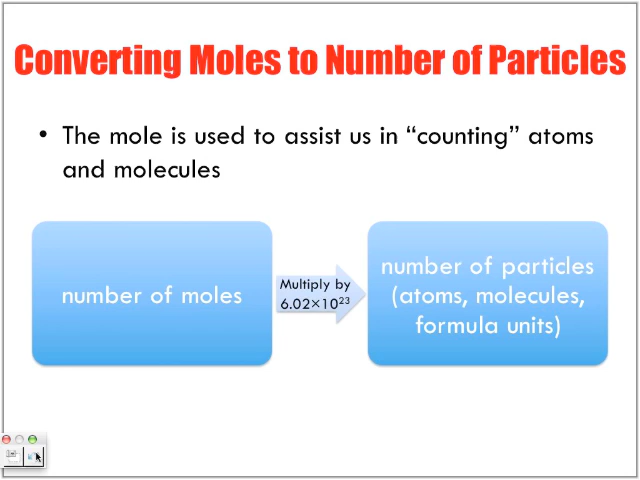 Converting Moles to Number of Particles
• The mole is used to assist us in “counting” atoms
and molecules
number of moles
Multiply by
6.02×10²³
number of particles
(atoms, molecules,
formula units)